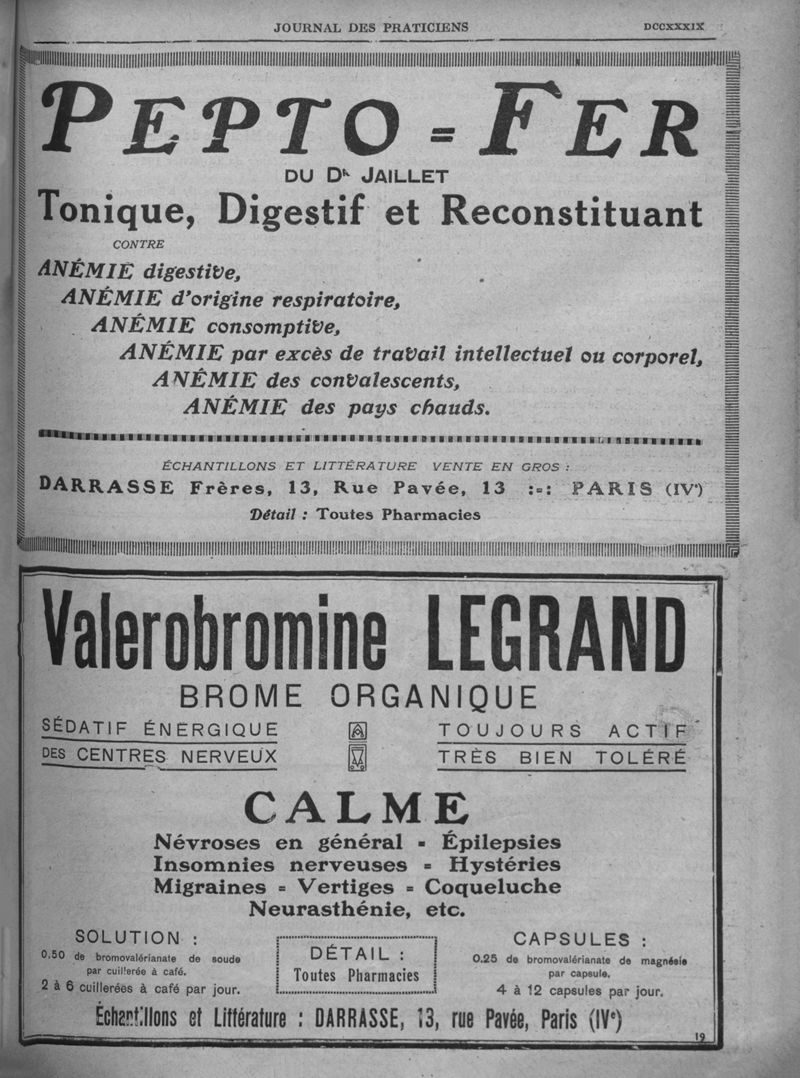 JOURNAL DES PRATICIENS DCCXXXIX
PEPTO=FER
DU Dr JAILLET
Tonique, Digestif et Reconstituant
CONTRE
ANÉMIE digestive,
ANÉMIE d'origine respiratoire,
ANÉMIE consomptive,
ANÉMIE par excès de travail intellectuel ou corporel,
ANÉMIE des convalescents,
ANÉMIE des pays chauds.
ÉCHANTILLONS ET LITTÉRATURE VENTE EN GROS :
DARRASSE Frères, 13, Rue Pavée, 13 :=: PARIS (IVe)
Détail : Toutes Pharmacies
Valerobromine LEGRAND
BROME ORGANIQUE
SÉDATIF ÉNERGIQUE
DES CENTRES NERVEUX
TOUJOURS ACTIF
TRÈS BIEN TOLÉRÉ
CALME
Névroses en général = Épilepsies
Insomnies nerveuses = Hystéries
Migraines = Vertiges = Coqueluche
Neurasthénie, etc.
SOLUTION :
0.50 de bromovalérianate de soude
par cuillerée à café.
2 à 6 cuillerées à café par jour.
DÉTAIL :
Toutes Pharmacies
CAPSULES :
0.25 de bromovalérianate de magnésie
par capsule.
4 à 12 capsules par jour.
Échantillons et Littérature : DARRASSE, 13, rue Pavée, Paris (IVe)
19